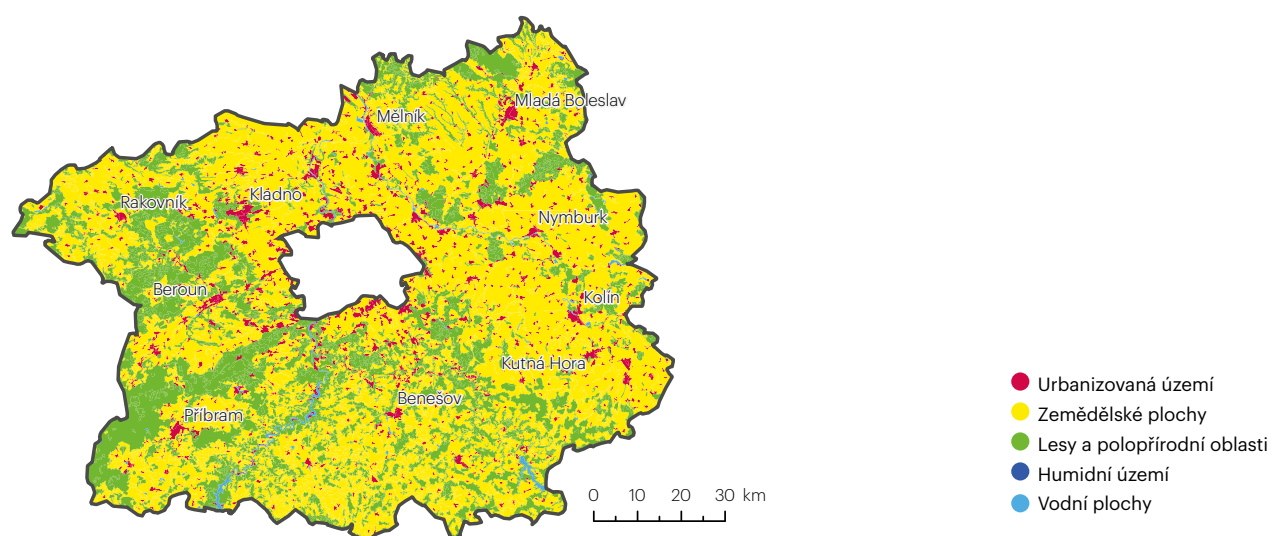 Mladá Boleslav
Mělník
Rakovník
Kladno
Nymburk
Beroun
Kolín
Kutná Hora
Benešov
Příbram
0 10 20 30 km
Urbanizovaná území
Zemědělské plochy
Lesy a polopřírodní oblasti
Humidní území
Vodní plochy